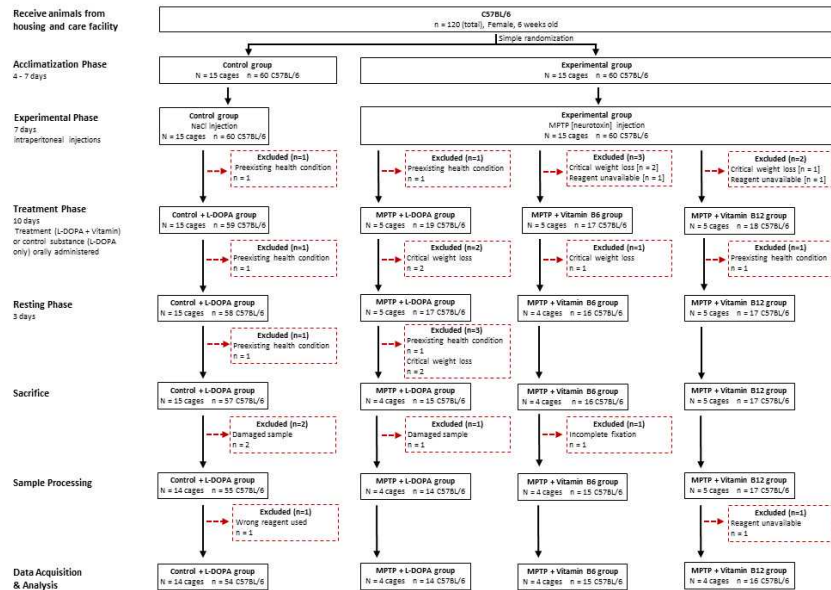 Receive animals from
housing and care facility
C57BL/6
n = 120 (total), Female, 6 weeks old
Simple randomization
Acclimatization Phase
4 - 7 days
Control group
N = 15 cages n = 60 C57BL/6
Experimental group
N = 15 cages n = 60 C57BL/6
Experimental Phase
7 days
intraperitoneal injections
Control group
NaCl injection
N = 15 cages n = 60 C57BL/6
Experimental group
MPTP [neurotoxin] injection
N = 15 cages n = 60 C57BL/6
Excluded (n=1)
Preexisting health condition
n = 1
Excluded (n=1)
Preexisting health condition
n = 1
Excluded (n=3)
Critical weight loss [n = 2]
Reagent unavailable [n = 1]
Excluded (n=2)
Critical weight loss [n = 1]
Reagent unavailable [n = 1]
Treatment Phase
10 days
Treatment (L-DOPA + Vitamin)
or control substance (L-DOPA
only) orally administered
Control + L-DOPA group
N = 15 cages n = 59 C57BL/6
MPTP + L-DOPA group
N = 5 cages n = 19 C57BL/6
MPTP + Vitamin B6 group
N = 5 cages n = 17 C57BL/6
MPTP + Vitamin B12 group
N = 5 cages n = 18 C57BL/6
Excluded (n=1)
Preexisting health condition
n = 1
Excluded (n=2)
Critical weight loss
n = 2
Excluded (n=1)
Critical weight loss
n = 1
Excluded (n=1)
Preexisting health condition
n = 1
Resting Phase
3 days
Control + L-DOPA group
N = 15 cages n = 58 C57BL/6
MPTP + L-DOPA group
N = 5 cages n = 17 C57BL/6
MPTP + Vitamin B6 group
N = 4 cages n = 16 C57BL/6
MPTP + Vitamin B12 group
N = 5 cages n = 17 C57BL/6
Excluded (n=1)
Preexisting health condition
n = 1
Excluded (n=3)
Preexisting health condition
n = 1
Critical weight loss
n = 2
Sacrifice
Control + L-DOPA group
N = 15 cages n = 57 C57BL/6
MPTP + L-DOPA group
N = 4 cages n = 15 C57BL/6
MPTP + Vitamin B6 group
N = 4 cages n = 16 C57BL/6
MPTP + Vitamin B12 group
N = 5 cages n = 17 C57BL/6
Excluded (n=2)
Damaged sample
n = 2
Excluded (n=1)
Damaged sample
n = 1
Excluded (n=1)
Incomplete fixation
n = 1
Sample Processing
Control + L-DOPA group
N = 14 cages n = 55 C57BL/6
MPTP + L-DOPA group
N = 4 cages n = 14 C57BL/6
MPTP + Vitamin B6 group
N = 4 cages n = 15 C57BL/6
MPTP + Vitamin B12 group
N = 5 cages n = 17 C57BL/6
Excluded (n=1)
Wrong reagent used
n = 1
Excluded (n=1)
Reagent unavailable
n = 1
Data Acquisition
& Analysis
Control + L-DOPA group
N = 14 cages n = 54 C57BL/6
MPTP + L-DOPA group
N = 4 cages n = 14 C57BL/6
MPTP + Vitamin B6 group
N = 4 cages n = 15 C57BL/6
MPTP + Vitamin B12 group
N = 4 cages n = 16 C57BL/6